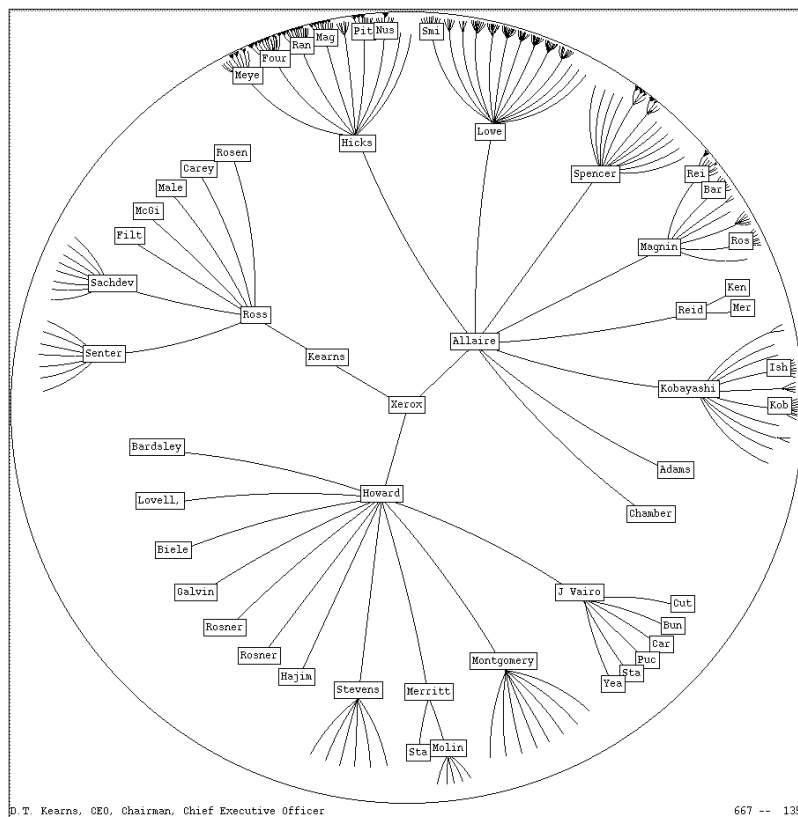 Smi
Pit
Nus
Mag
Ran
Four
Meye
Lowe
Hicks
Rosen
Carey
Spencer
Rei
Male
Bar
McGi
Filt
Ros
Magnin
Sachdev
Ken
Mer
Reid
Ross
Allaire
Senter
Kearns
Ish
Kobayashi
Xerox
Kob
Bardsley
Adams
Howard
Lovell,
Chamber
Biele
Galvin
J Vairo
Cut
Rosner
Bun
Car
Rosner
Puc
Montgomery
Sta
Hajim
Yea
Stevens
Merritt
Sta
Molin
D.T. Kearns, CEO, Chairman, Chief Executive Officer
667 -- 135